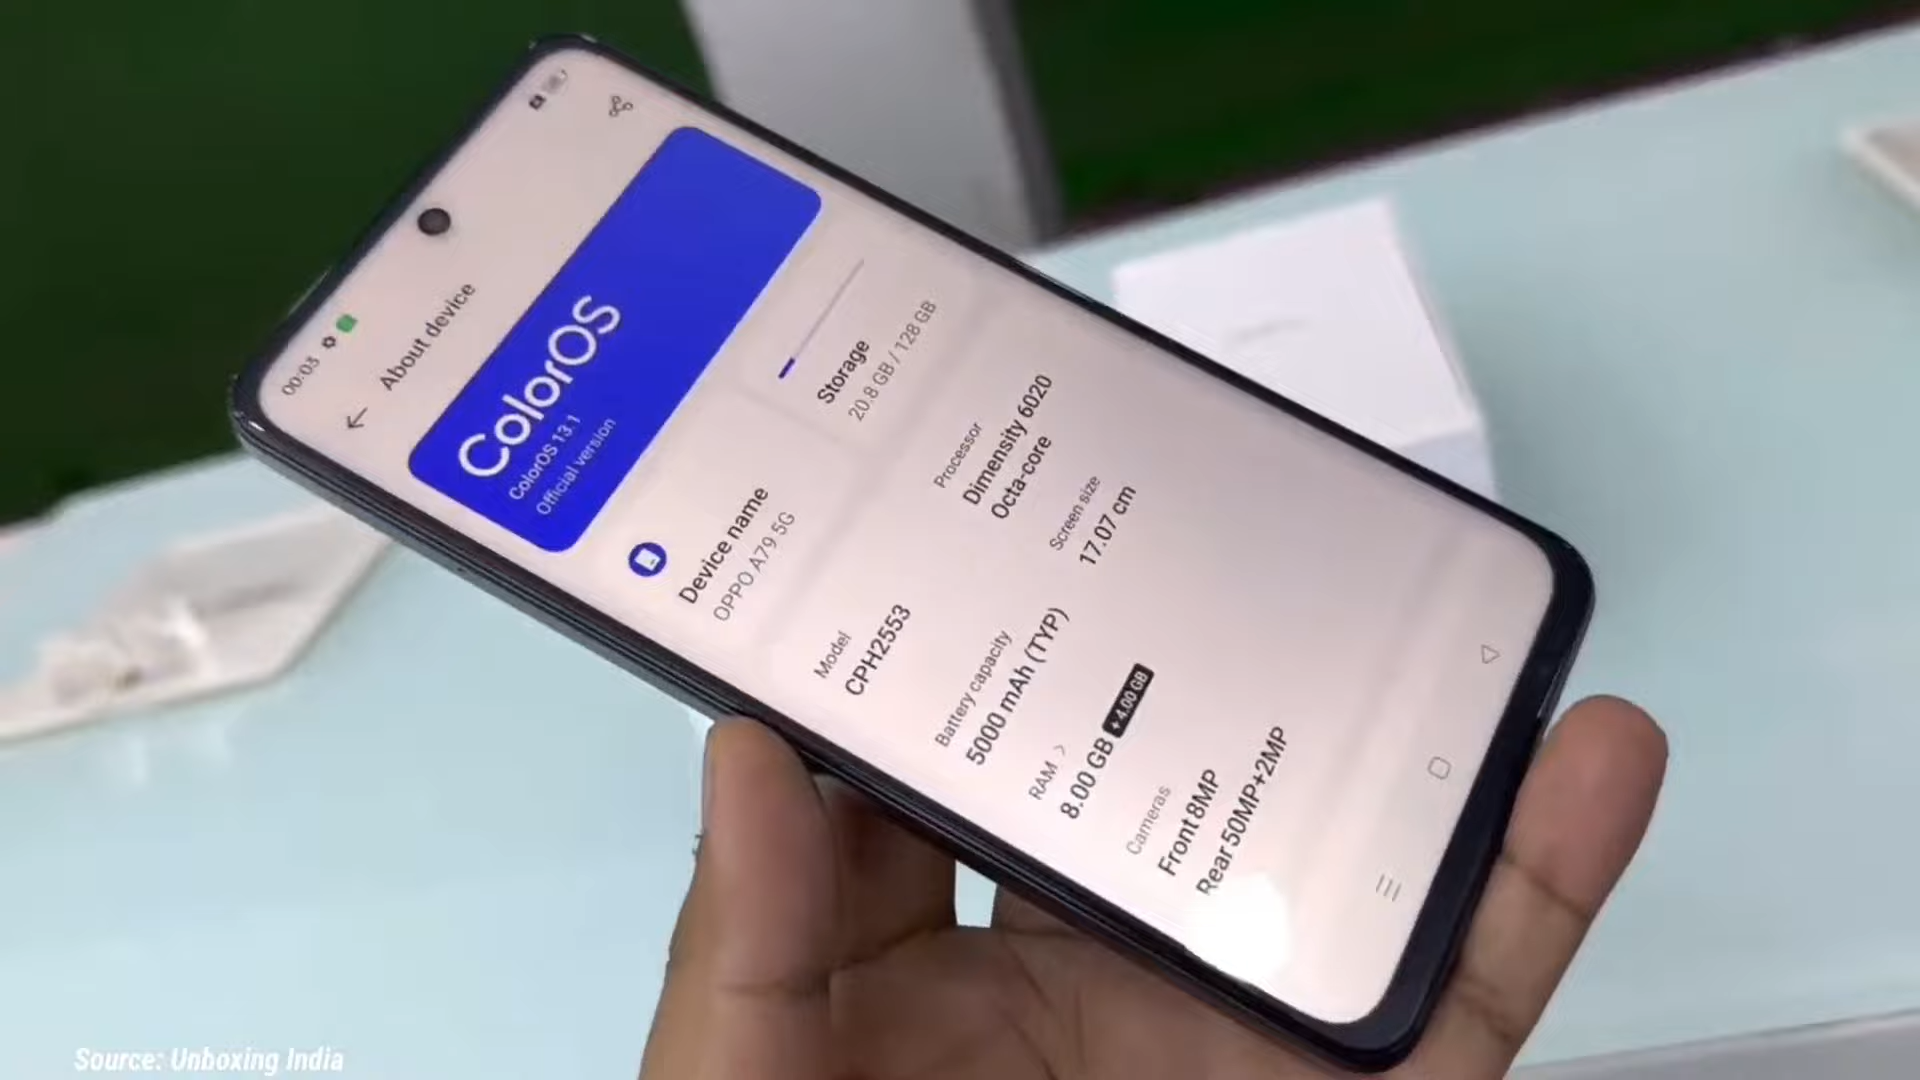 00:03
About device
ColorOS
ColorOS 13.1
Official version
Device name
OPPO A79 5G
Storage
20.8 GB / 128 GB
Model
CPH2553
Processor
Dimensity 6020
Octa-core
Battery capacity
5000 mAh (TYP)
Screen size
17.07 cm
RAM >
8.00 GB + 4.00 GB
Cameras
Front 8MP
Rear 50MP+2MP
Source: Unboxing India